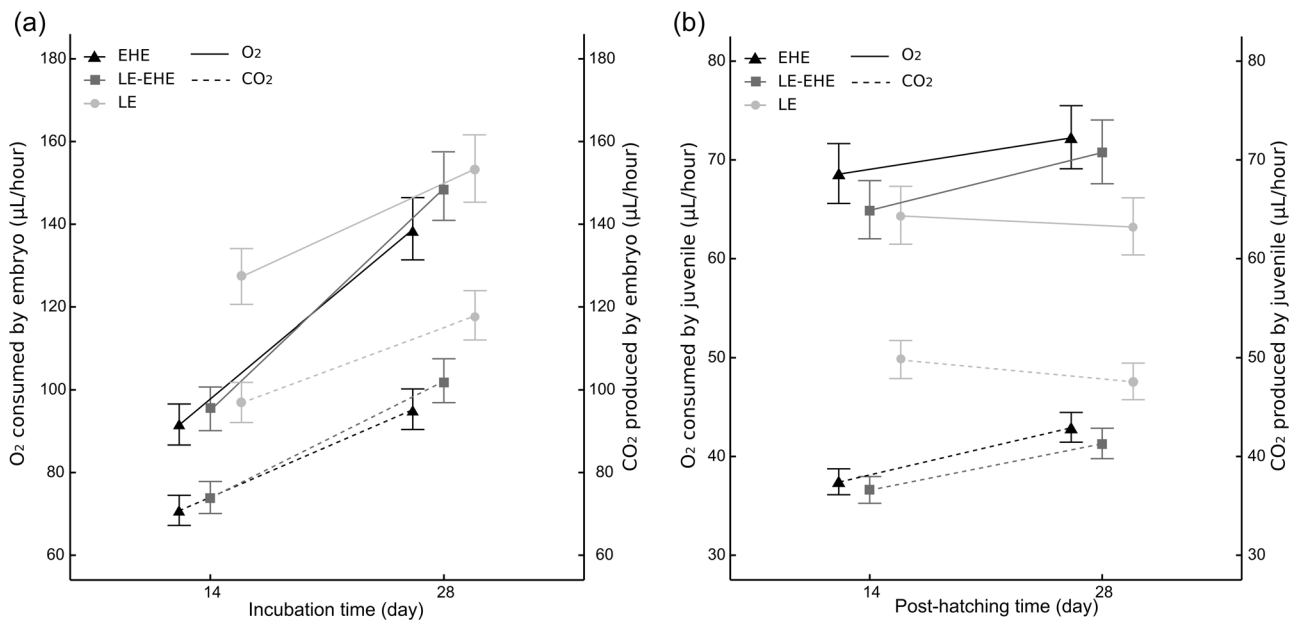 (a)
180
160
140
120
100
80
60
O2 consumed by embryo (µL/hour)
EHE
LE-EHE
LE
O2
CO2
180
160
140
120
100
80
60
CO2 produced by embryo (µL/hour)
14
28
Incubation time (day)
(b)
80
70
60
50
40
30
O2 consumed by juvenile (µL/hour)
EHE
LE-EHE
LE
O2
CO2
80
70
60
50
40
30
CO2 produced by juvenile (µL/hour)
14
28
Post-hatching time (day)